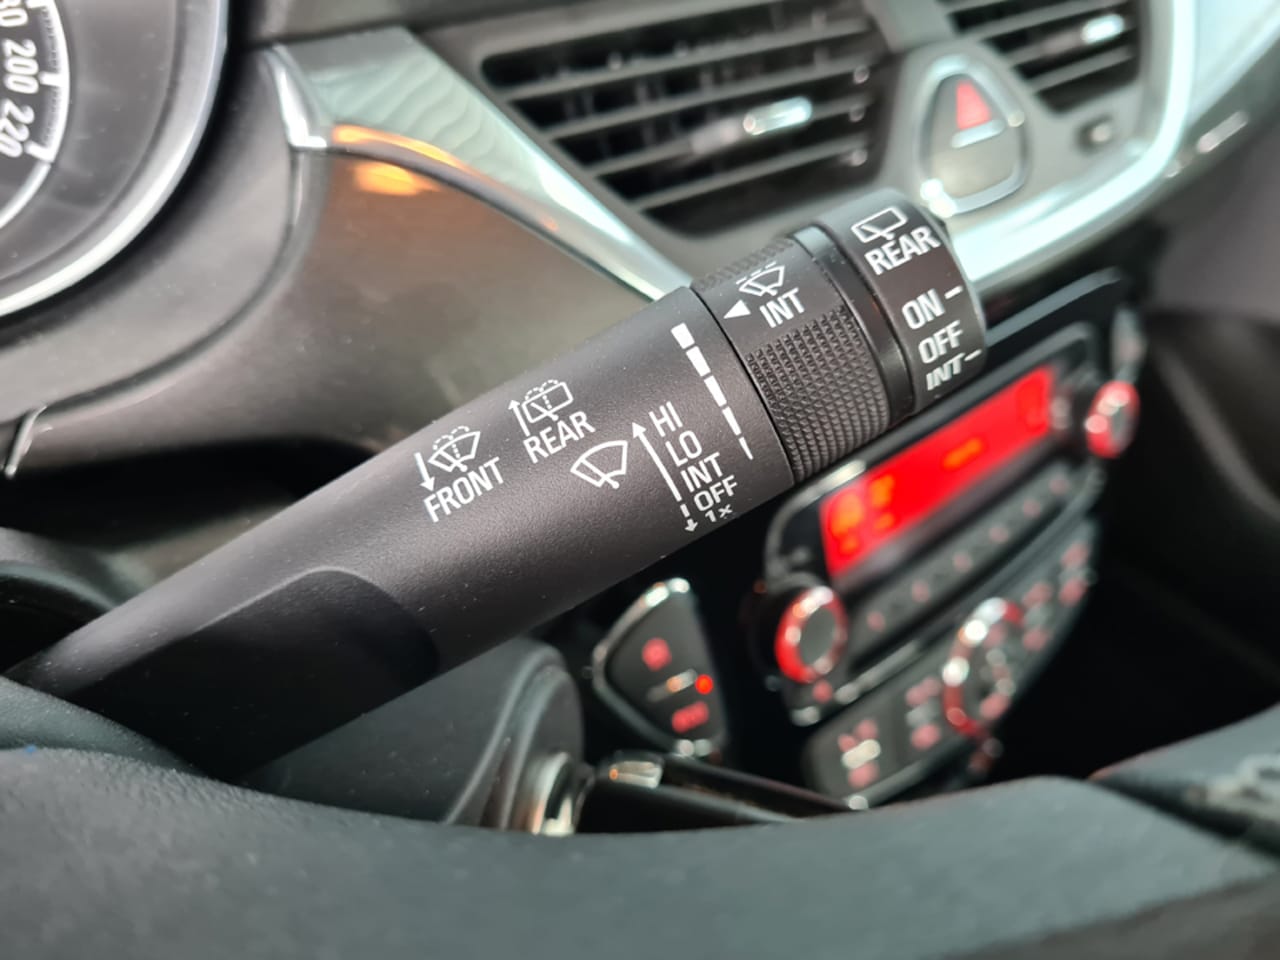 200
220
REAR
ON
OFF
INT
INT
HI
LO
INT
OFF
1x
REAR
FRONT